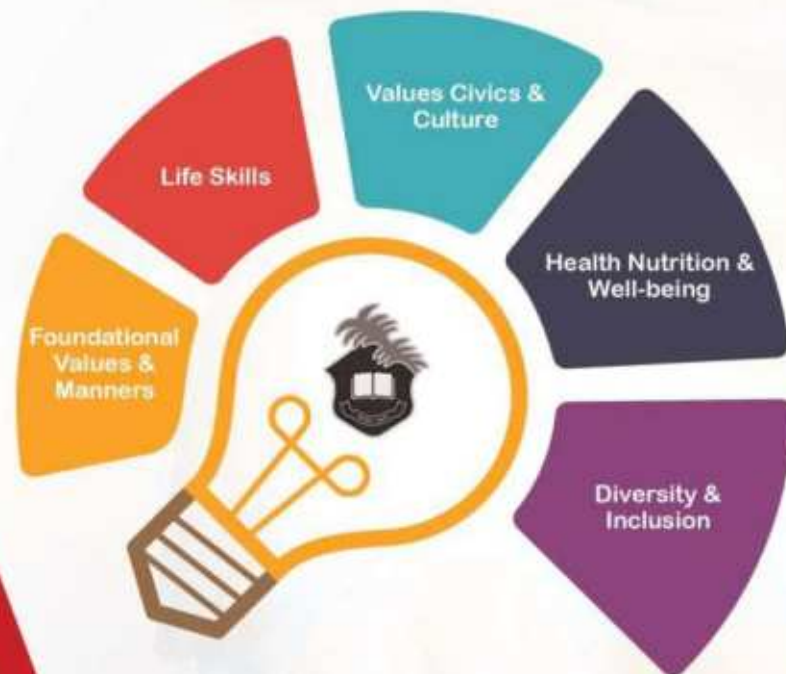 Foundational
Values &
Manners
Life Skills
Values Civics &
Culture
Health Nutrition &
Well-being
Diversity &
Inclusion